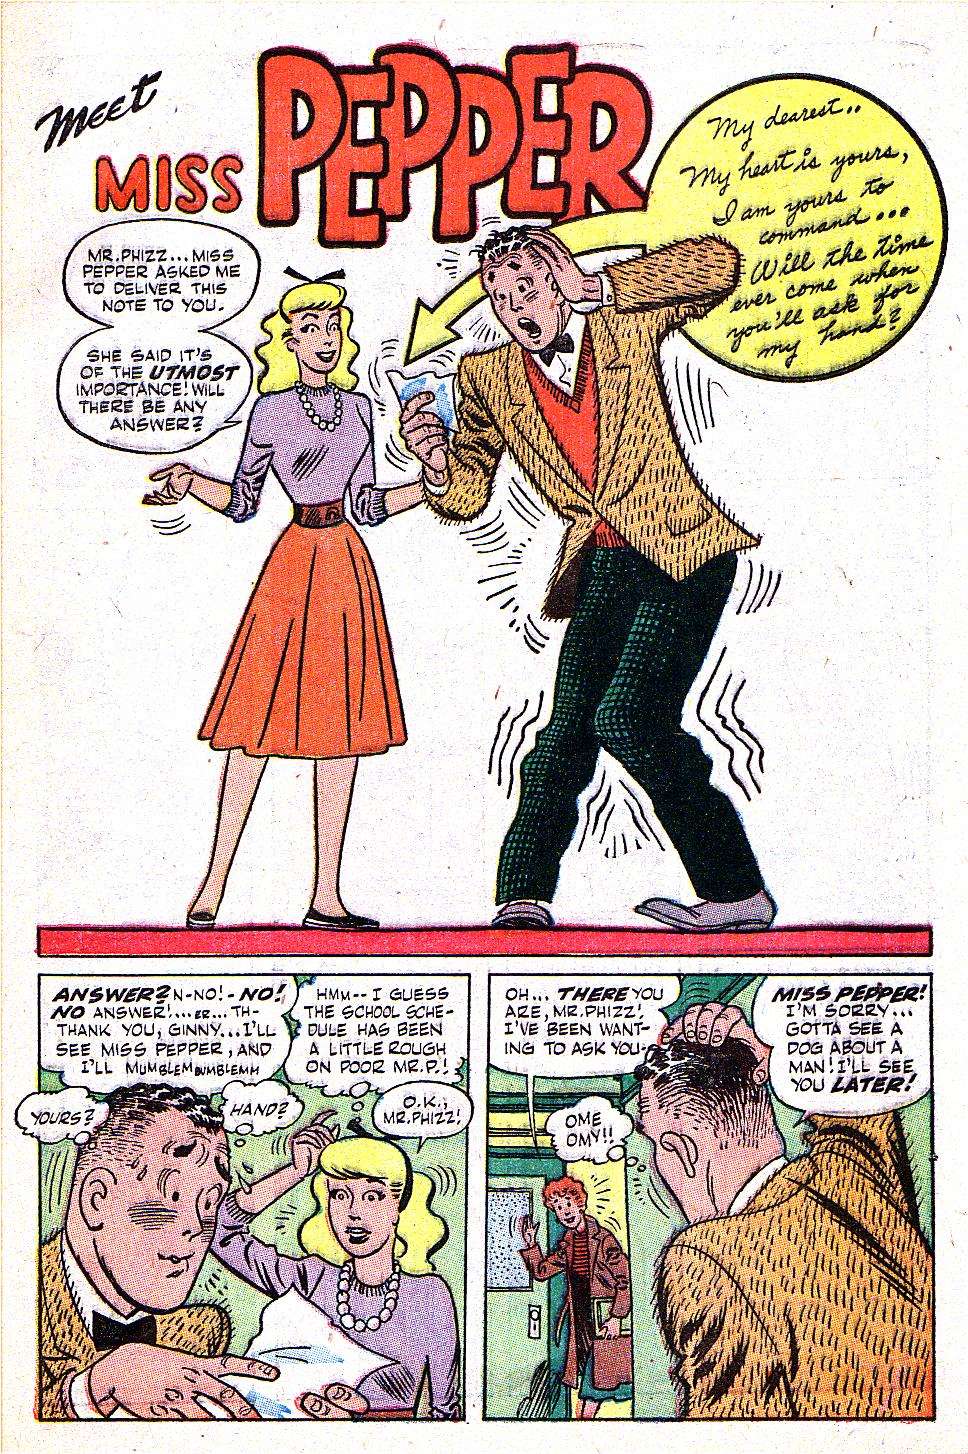 MEET
MISS PEPPER
MR. PHIZZ...MISS
PEPPER ASKED ME
TO DELIVER THIS
NOTE TO YOU.
SHE SAID IT'S
OF THE UTMOST
IMPORTANCE! WILL
THERE BE ANY
ANSWER?
My dearest..
My heart is yours,
I am yours to
command...
Will the time
ever come when
you'll ask for
my hand?
ANSWER? N-NO!-NO!
NO ANSWER!...ER...TH-
THANK YOU, GINNY...I'LL
SEE MISS PEPPER, AND
I'LL MUMBLEMBUMBLEMM
YOURS?
HAND?
HMM--I GUESS
THE SCHOOL SCHE-
DULE HAS BEEN
A LITTLE ROUGH
ON POOR MR.P.!
O.K.,
MR.PHIZZ!
OH... THERE YOU
ARE, MR.PHIZZ!
I'VE BEEN WANT-
ING TO ASK YOU-
OME
OMY!!
MISS PEPPER!
I'M SORRY...
GOTTA SEE A
DOG ABOUT A
MAN! I'LL SEE
YOU LATER!